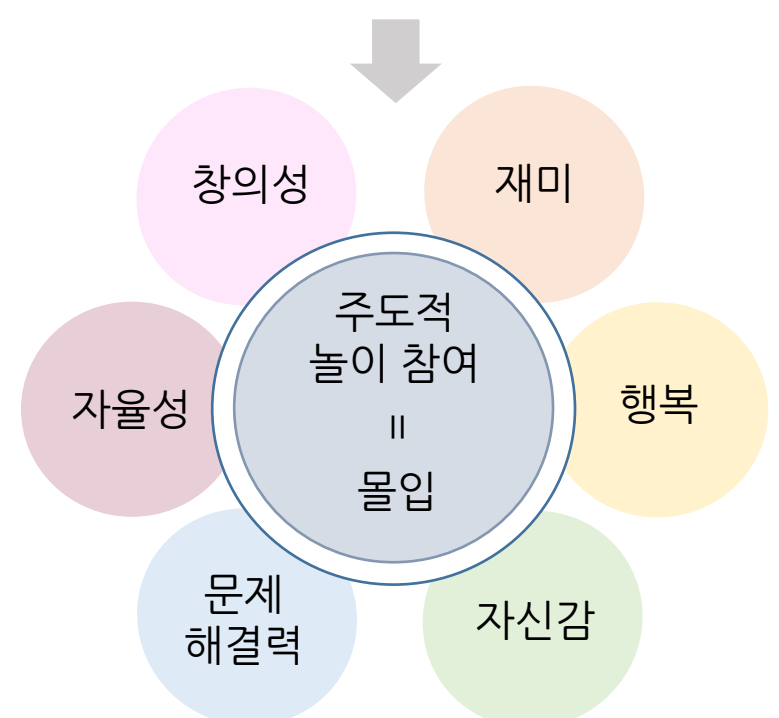 창의성
재미
주도적
놀이 참여
=
몰입
자율성
행복
문제
해결력
자신감